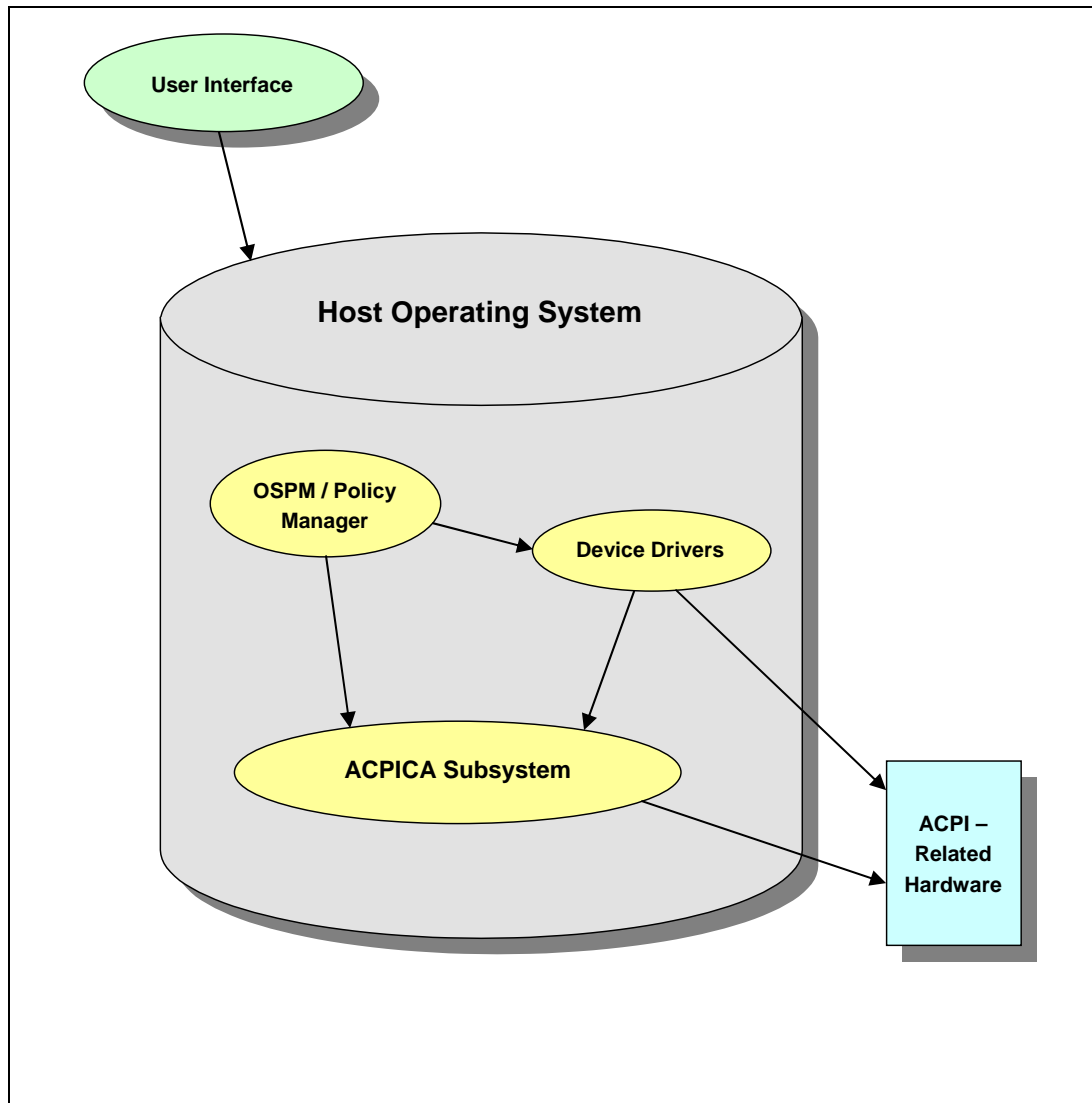 User Interface
Host Operating System
OSPM / Policy
Manager
Device Drivers
ACPICA Subsystem
ACPI –
Related
Hardware